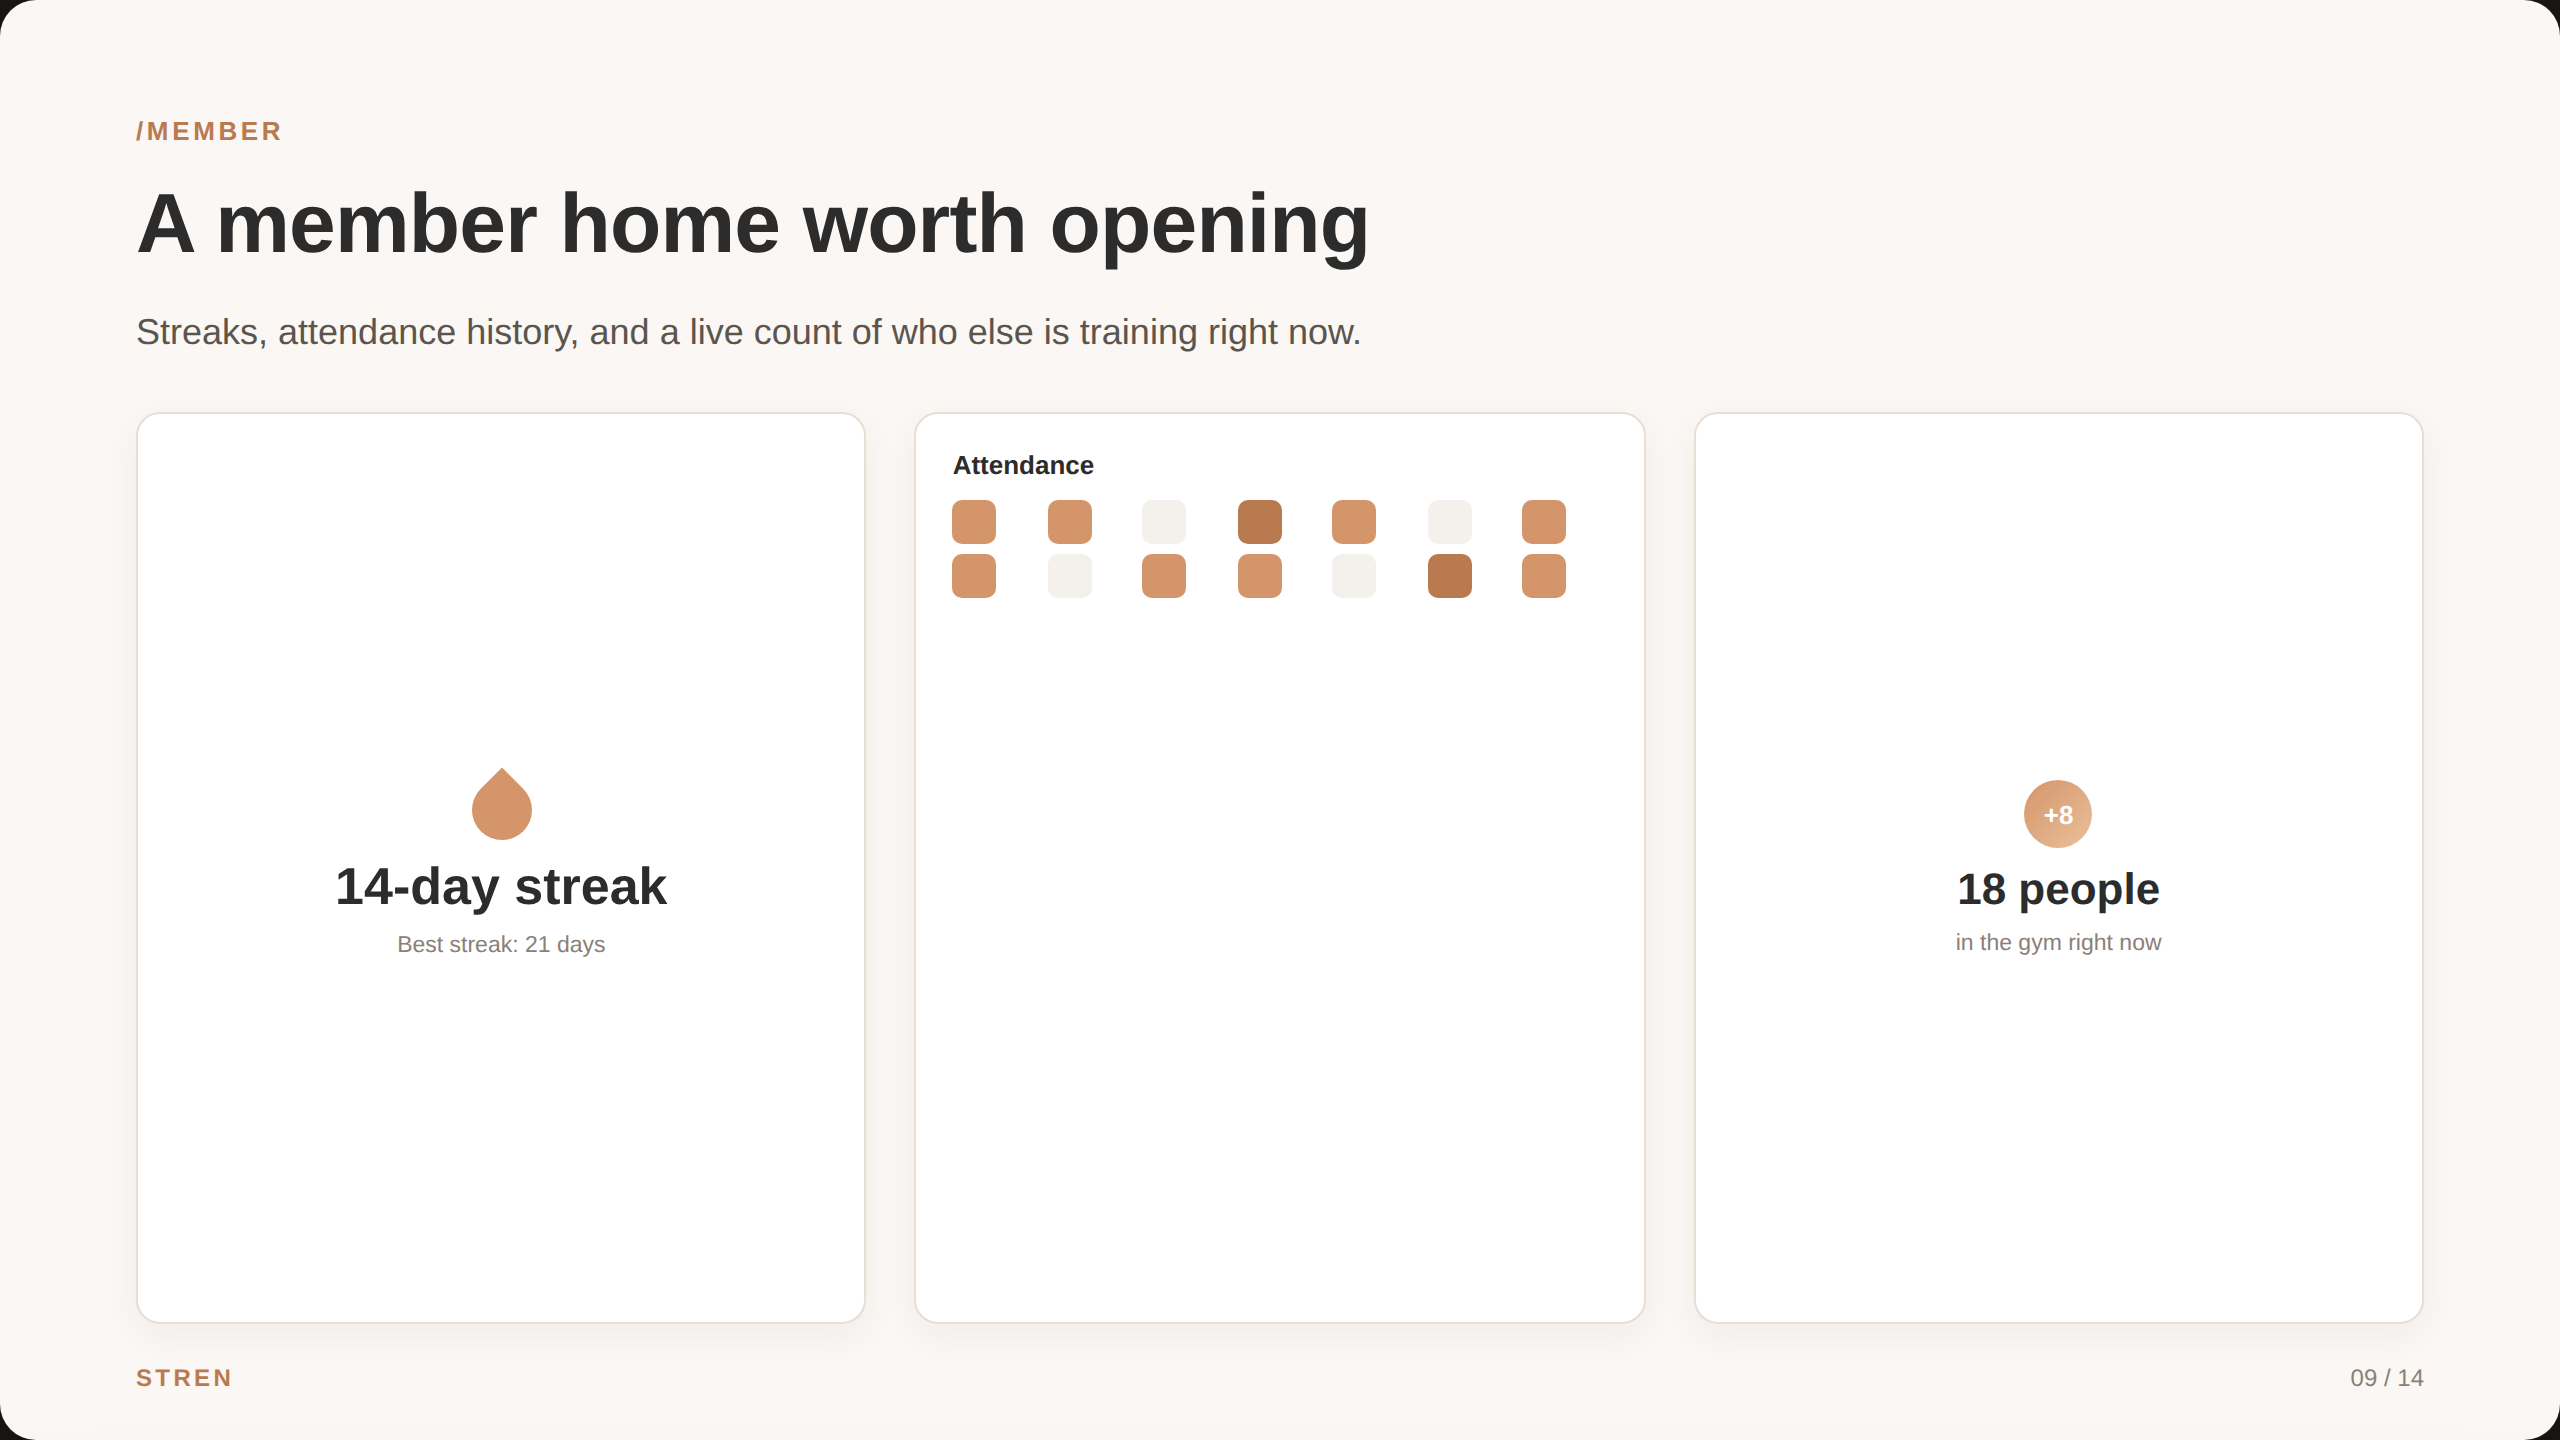 /MEMBER
A member home worth opening
Streaks, attendance history, and a live count of who else is training right now.
14-day streak
Best streak: 21 days
Attendance
+8
18 people
in the gym right now
STREN
09 / 14